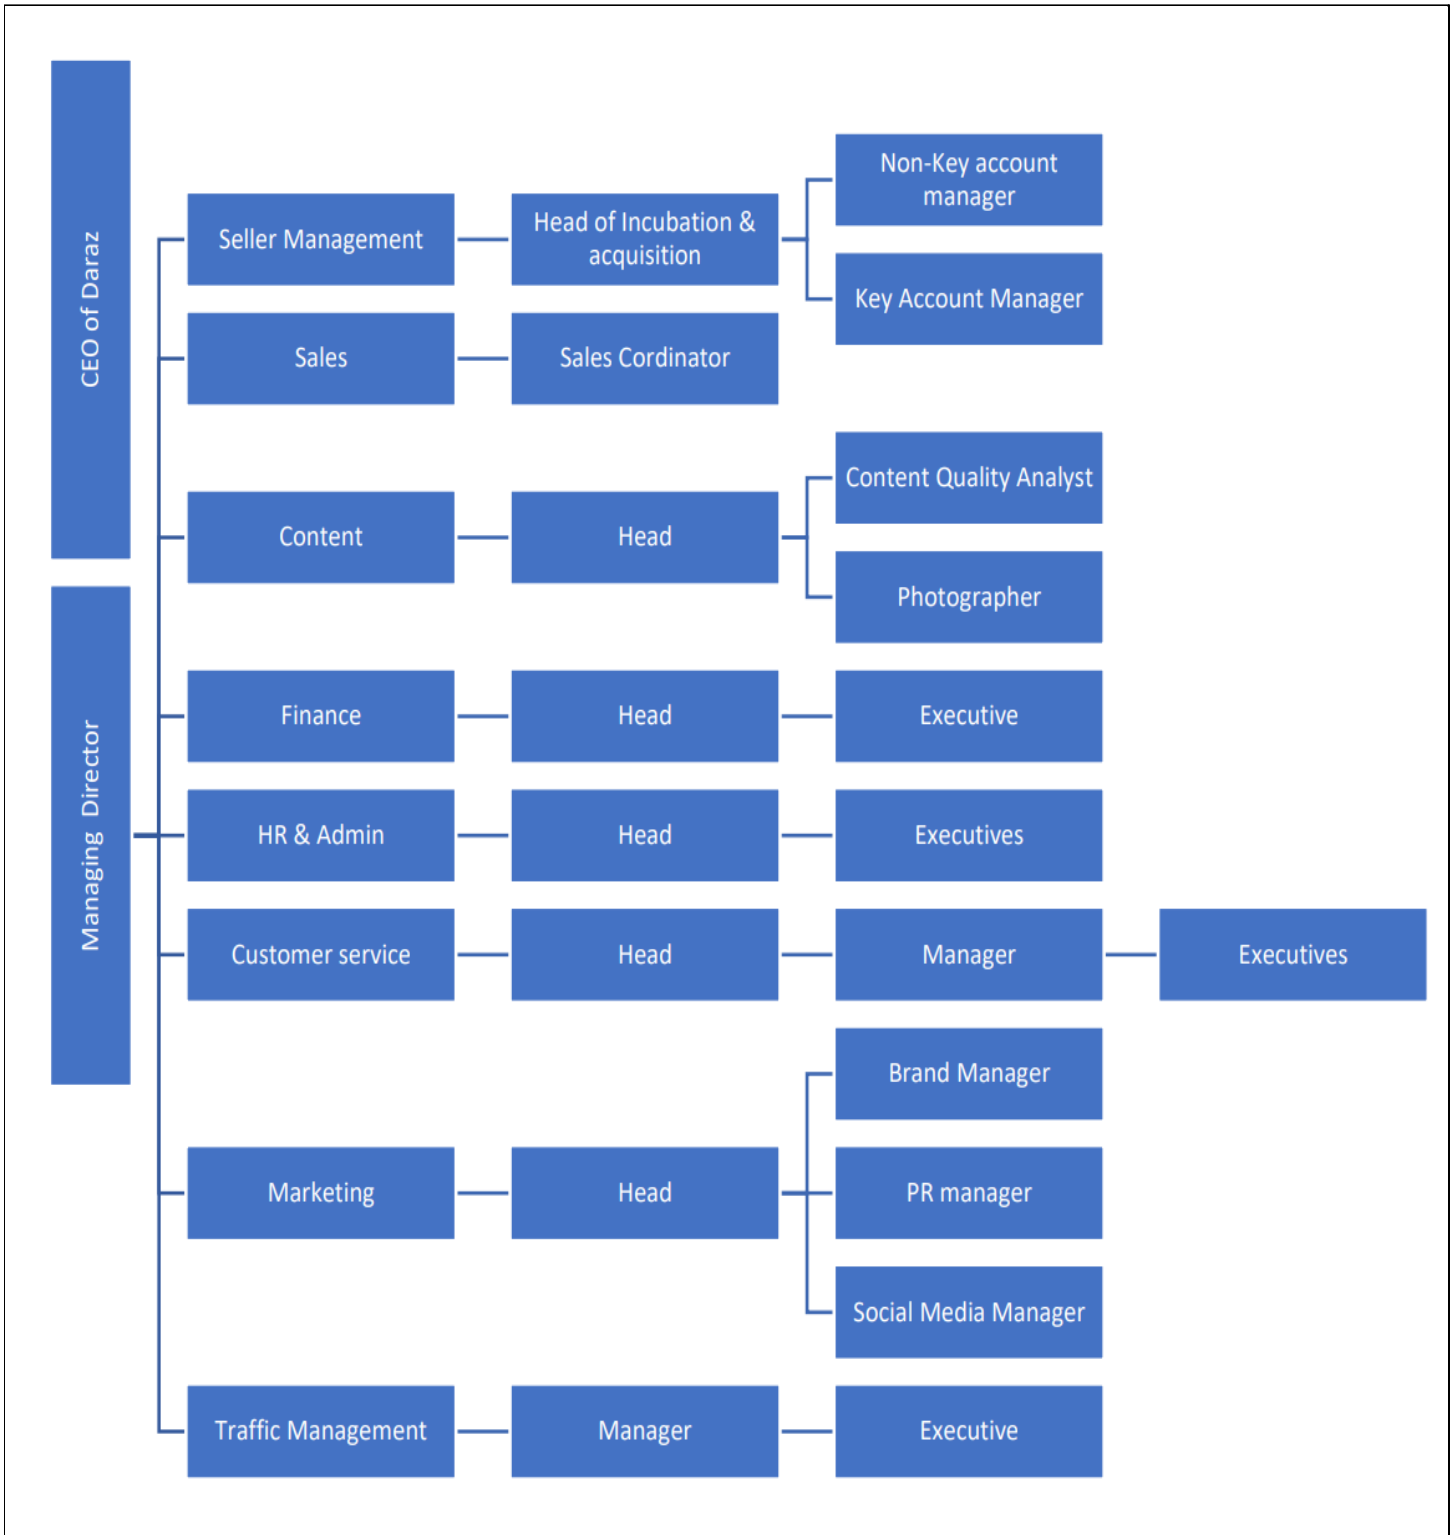 CEO of Daraz
Managing Director
Seller Management
Head of Incubation &
acquisition
Non-Key account
manager
Key Account Manager
Sales
Sales Cordinator
Content
Head
Content Quality Analyst
Photographer
Finance
Head
Executive
HR & Admin
Head
Executives
Customer service
Head
Manager
Executives
Marketing
Head
Brand Manager
PR manager
Social Media Manager
Traffic Management
Manager
Executive